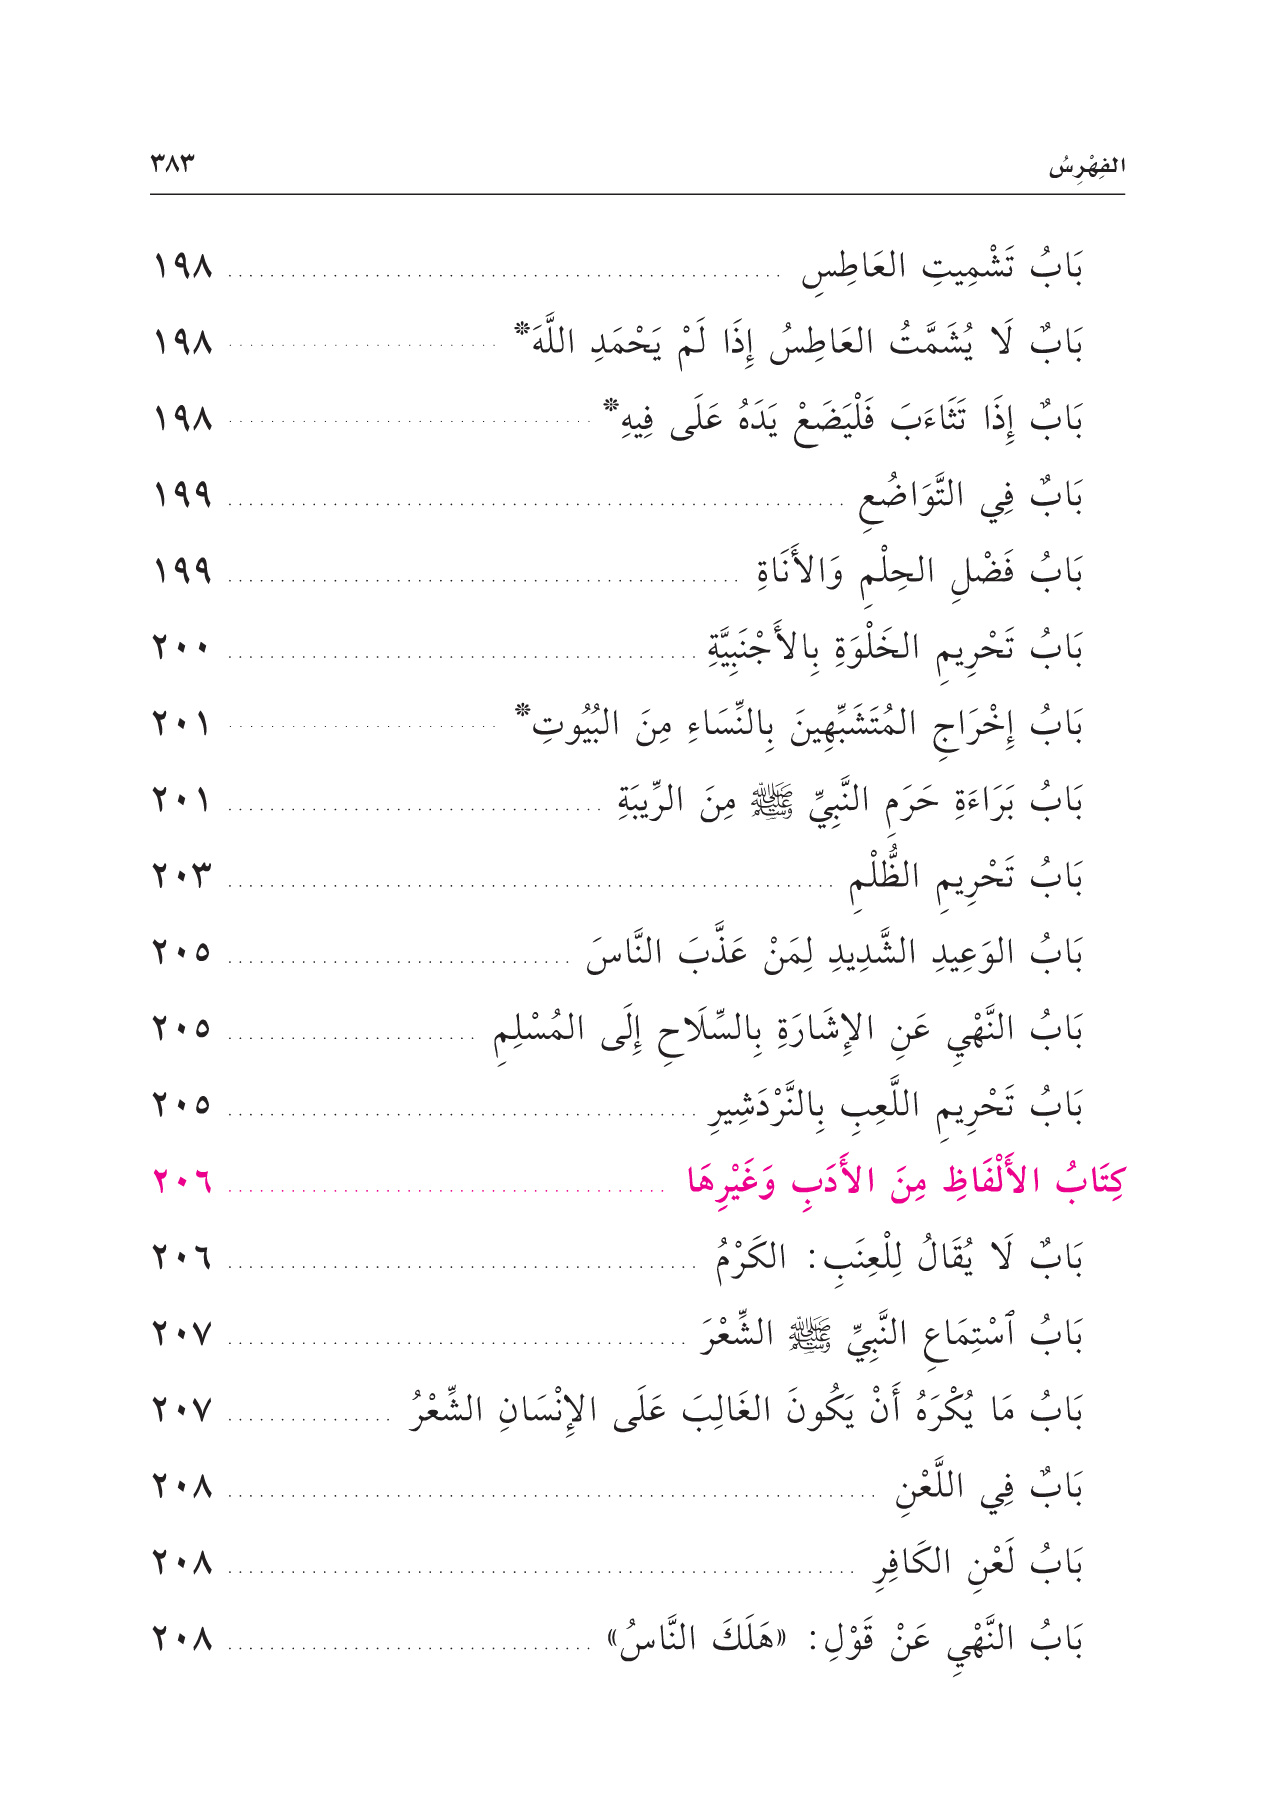 الفِهْرِسُ ٣٨٣
بَابُ تَشْمِيتِ العَاطِسِ ١٩٨
بَابٌ لَا يُشَمَّتُ العَاطِسُ إِذَا لَمْ يَحْمَدِ اللَّهَ* ١٩٨
بَابٌ إِذَا تَثَاءَبَ فَلْيَضَعْ يَدَهُ عَلَى فِيهِ* ١٩٨
بَابٌ فِي التَّوَاضُعِ ١٩٩
بَابُ فَضْلِ الحِلْمِ وَالأَنَاةِ ١٩٩
بَابُ تَحْرِيمِ الخَلْوَةِ بِالأَجْنَبِيَّةِ ٢٠٠
بَابُ إِخْرَاجِ المُتَشَبِّهِينَ بِالنِّسَاءِ مِنَ البُيُوتِ* ٢٠١
بَابُ بَرَاءَةِ حَرَمِ النَّبِيِّ ﷺ مِنَ الرِّيبَةِ ٢٠١
بَابُ تَحْرِيمِ الظُّلْمِ ٢٠٣
بَابُ الوَعِيدِ الشَّدِيدِ لِمَنْ عَذَّبَ النَّاسَ ٢٠٥
بَابُ النَّهْيِ عَنِ الإِشَارَةِ بِالسِّلَاحِ إِلَى المُسْلِمِ ٢٠٥
بَابُ تَحْرِيمِ اللَّعِبِ بِالنَّرْدَشِيرِ ٢٠٥
كِتَابُ الأَلْفَاظِ مِنَ الأَدَبِ وَغَيْرِهَا ٢٠٦
بَابٌ لَا يُقَالُ لِلْعِنَبِ: الكَرْمُ ٢٠٦
بَابُ ٱسْتِمَاعِ النَّبِيِّ ﷺ الشِّعْرَ ٢٠٧
بَابُ مَا يُكْرَهُ أَنْ يَكُونَ الغَالِبَ عَلَى الإِنْسَانِ الشِّعْرُ ٢٠٧
بَابٌ فِي اللَّعْنِ ٢٠٨
بَابُ لَعْنِ الكَافِرِ ٢٠٨
بَابُ النَّهْيِ عَنْ قَوْلِ: «هَلَكَ النَّاسُ» ٢٠٨